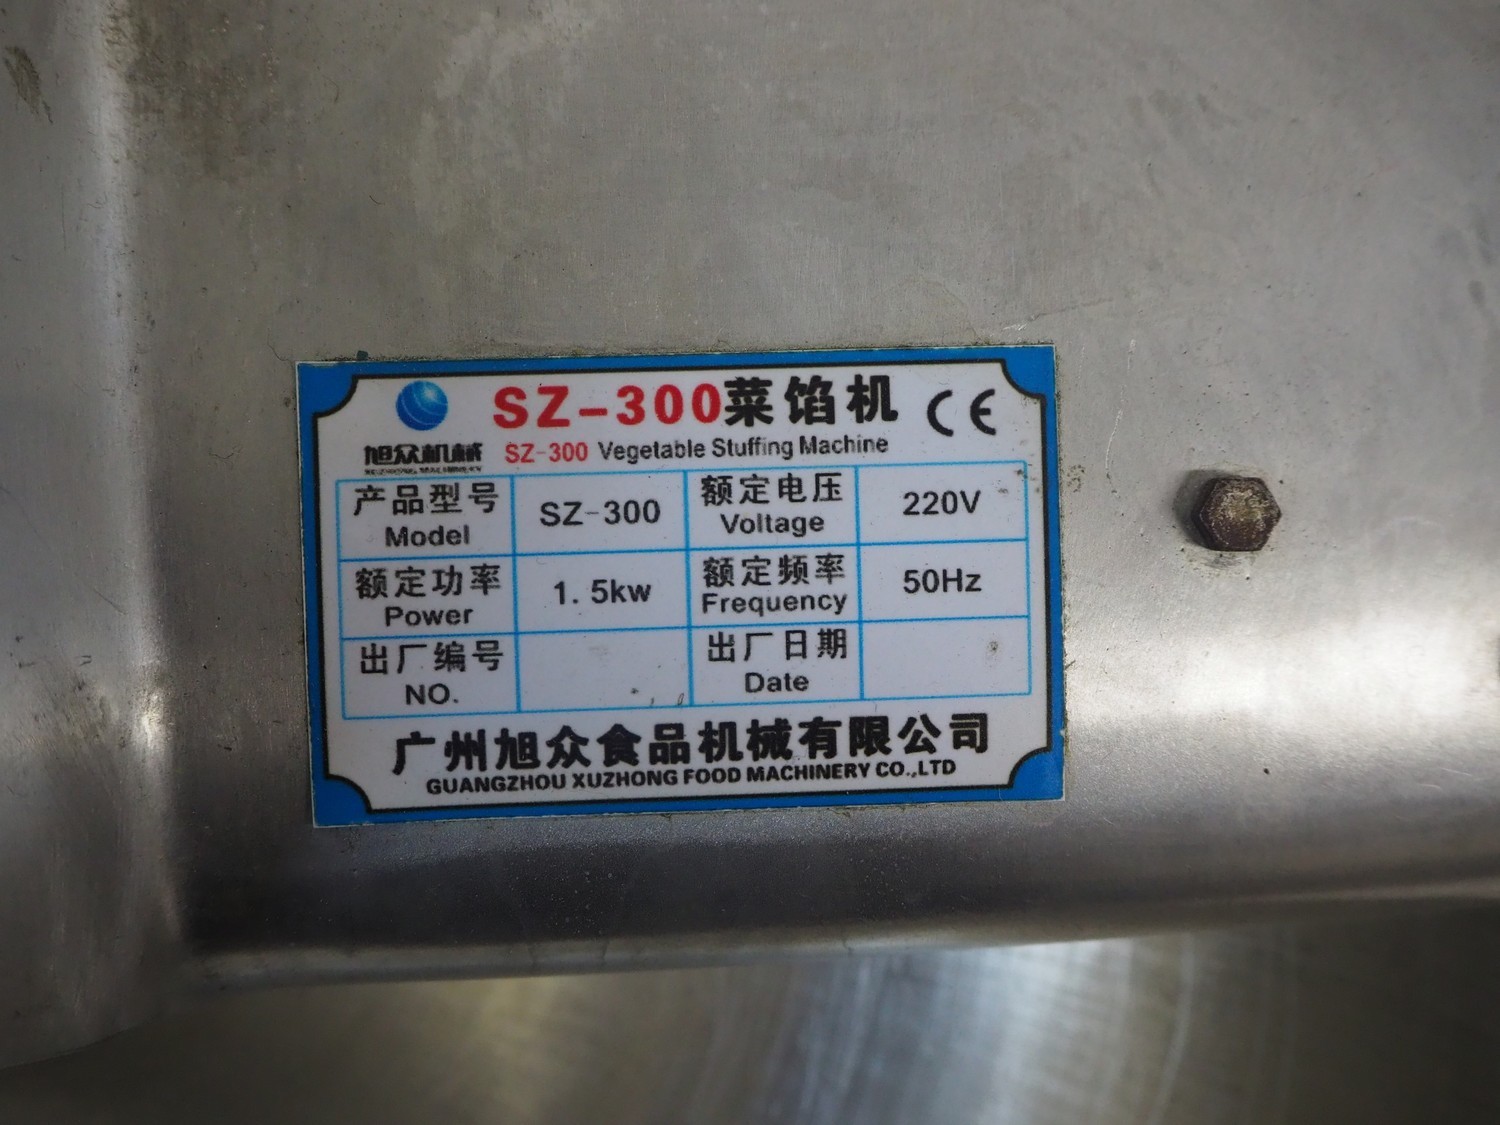 SZ-300菜馅机
CE
旭众机械
XUZHONG MACHINERY
SZ-300 Vegetable Stuffing Machine
产品型号 SZ-300 额定电压 220V
Model Voltage
额定功率 1.5kw 额定频率 50Hz
Power Frequency
出厂编号 出厂日期
NO. Date
广州旭众食品机械有限公司
GUANGZHOU XUZHONG FOOD MACHINERY CO.,LTD